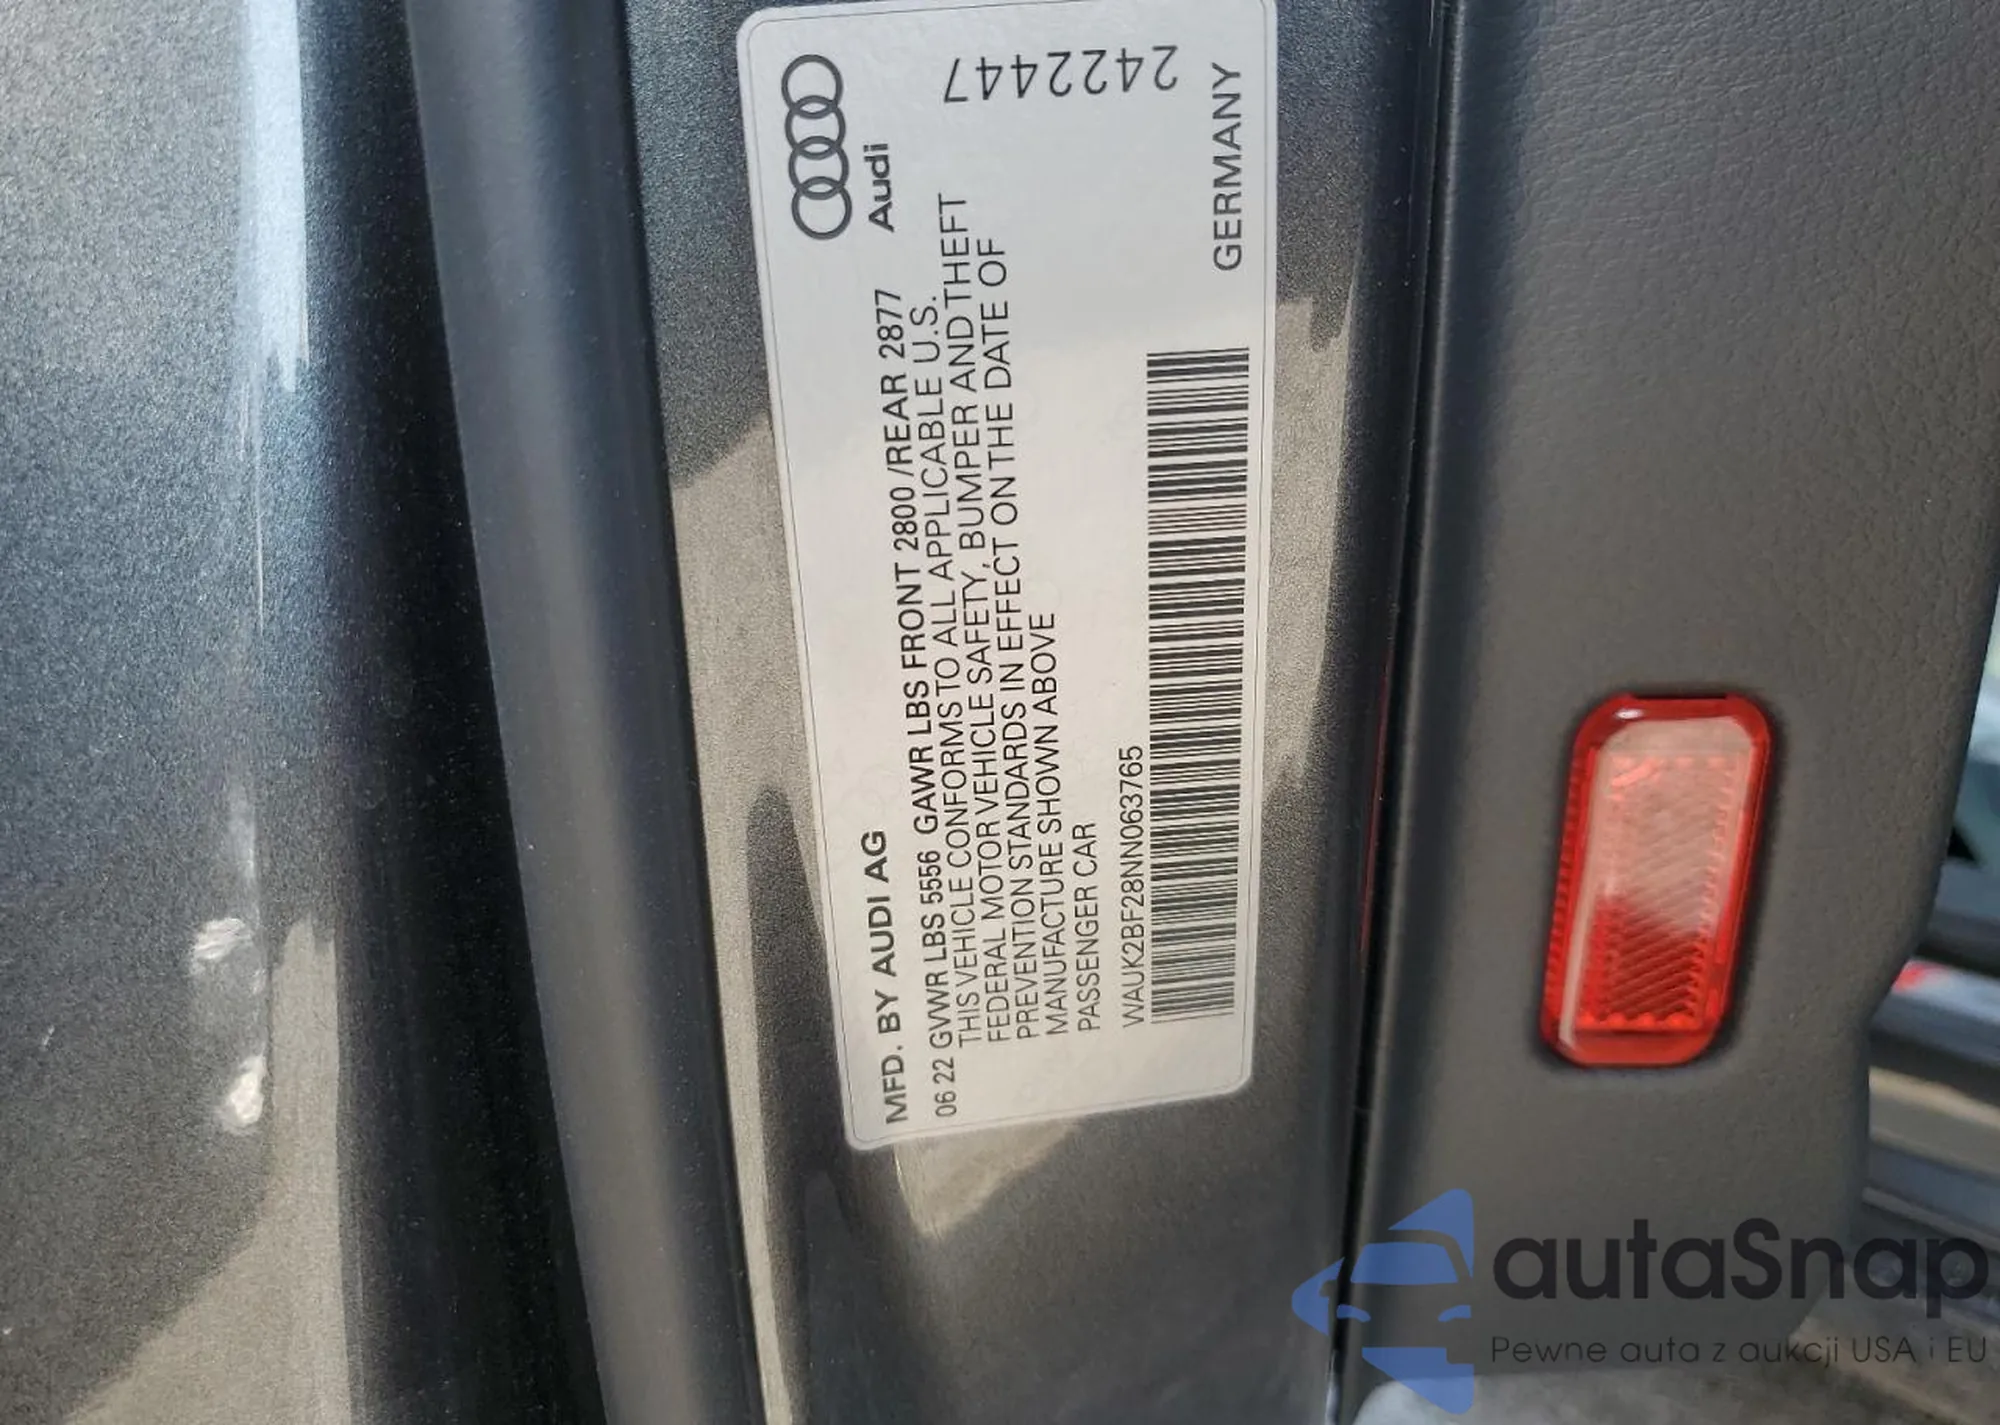 Audi
MFD. BY AUDI AG
06 22 GVWR LBS 5556 GAWR LBS FRONT 2800/REAR 2877
THIS VEHICLE CONFORMS TO ALL APPLICABLE U.S.
FEDERAL MOTOR VEHICLE SAFETY, BUMPER AND THEFT
PREVENTION STANDARDS IN EFFECT ON THE DATE OF
MANUFACTURE SHOWN ABOVE
PASSENGER CAR
WAUK2BF28NN063765
GERMANY
2422447
autaSnap
Pewne auta z aukcji USA i EU